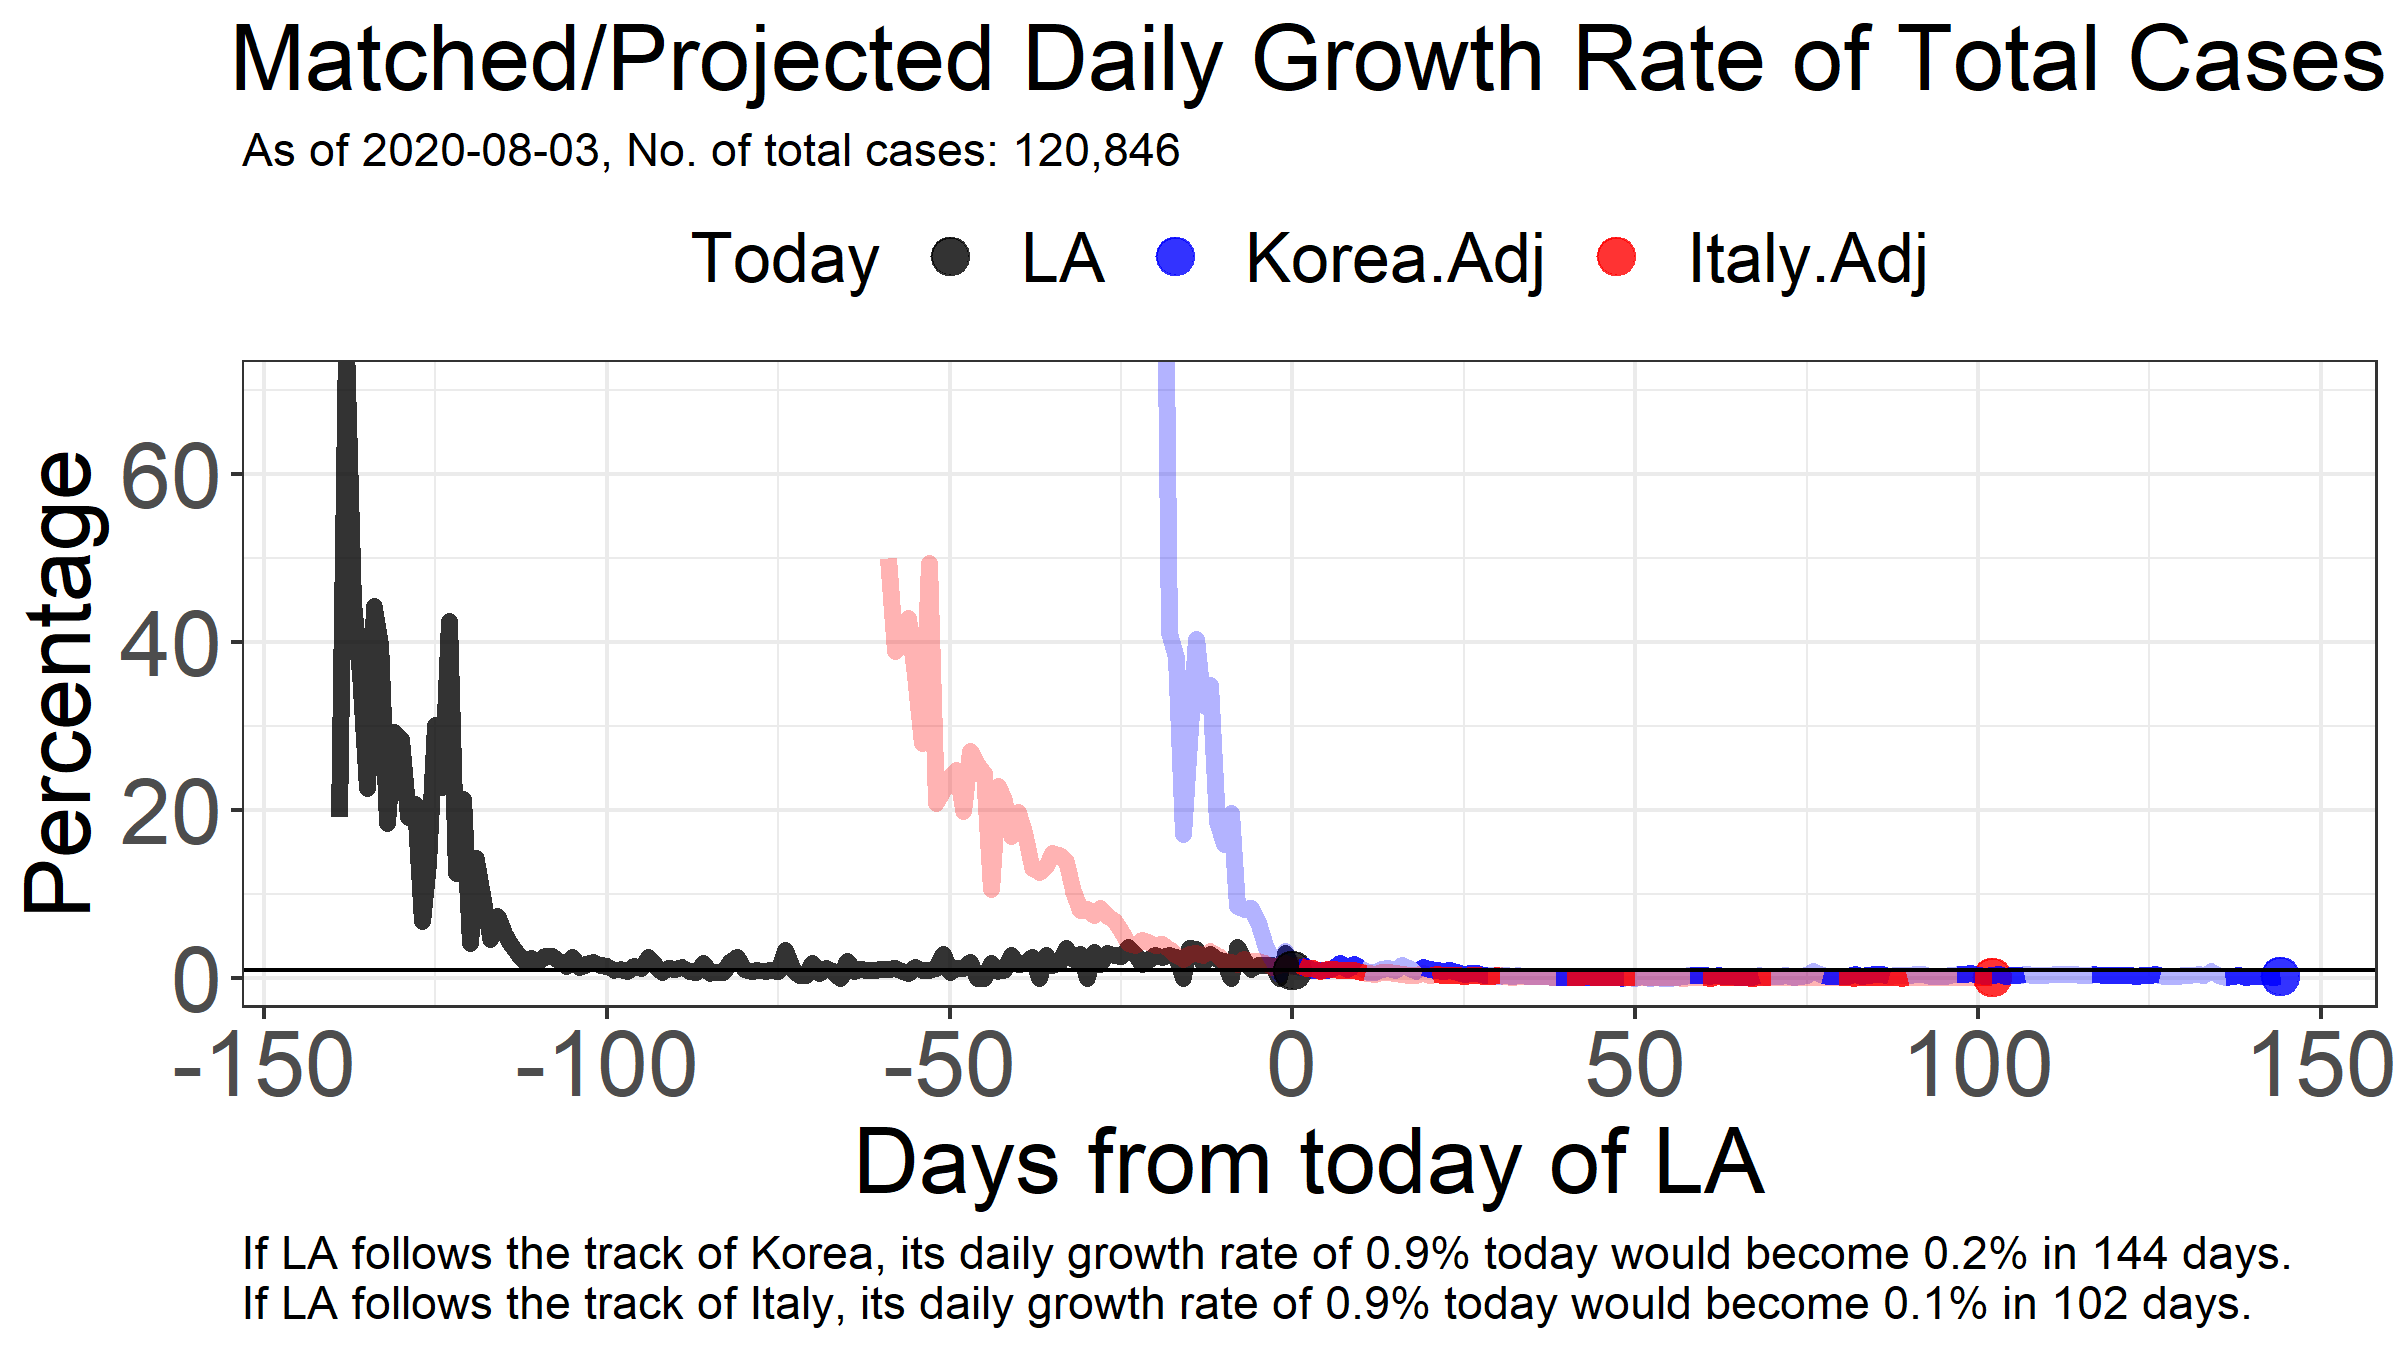 Matched/Projected Daily Growth Rate of Total Cases
As of 2020-08-03, No. of total cases: 120,846
Today LA Korea.Adj Italy.Adj
Percentage
60
40
20
0
-150 -100 -50 0 50 100 150
Days from today of LA
If LA follows the track of Korea, its daily growth rate of 0.9% today would become 0.2% in 144 days.
If LA follows the track of Italy, its daily growth rate of 0.9% today would become 0.1% in 102 days.